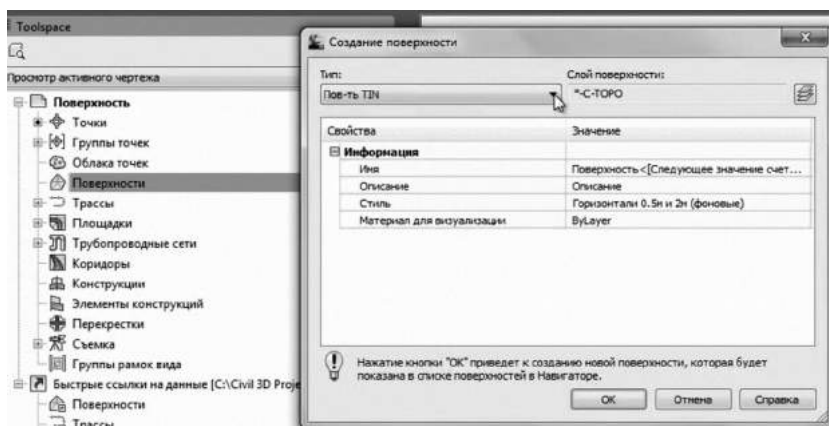 Toolspace
Просмотр активного чертежа
Поверхность
Точки
Группы точек
Облака точек
Поверхности
Трассы
Площадки
Трубопроводные сети
Коридоры
Конструкции
Элементы конструкций
Перекрестки
Съемка
Группы рамок вида
Быстрые ссылки на данные [C:\Civil 3D Proje
Поверхности
Трассы
Создание поверхности
Тип:
Слой поверхности:
Пов-ть TIN
*-C-TOPO
Свойства
Значение
Информация
Имя
Поверхность<[Следующее значение счет...
Описание
Описание
Стиль
Горизонтали 0.5м и 2м (фоновые)
Материал для визуализации
ByLayer
Нажатие кнопки "ОК" приведет к созданию новой поверхности, которая будет
показана в списке поверхностей в Навигаторе.
ОК
Отмена
Справка